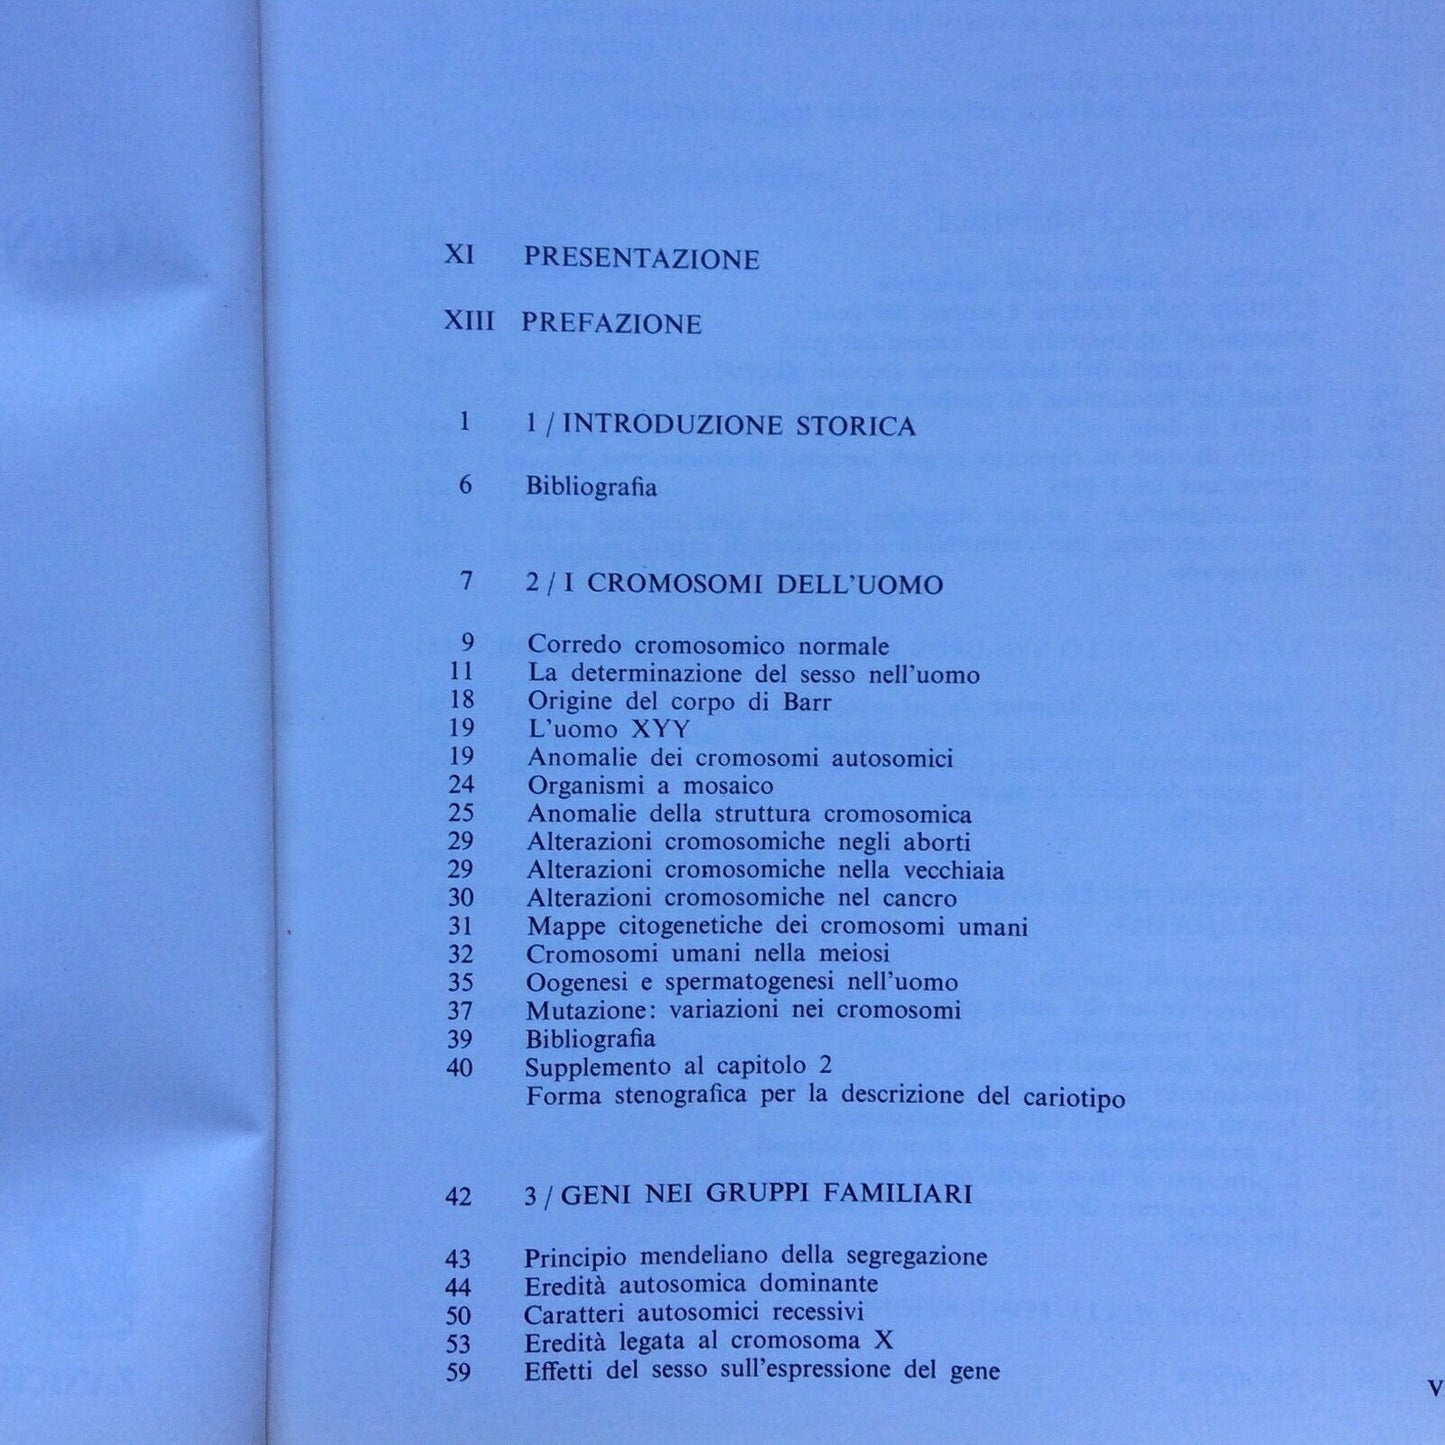 XI PRESENTAZIONE
XIII PREFAZIONE
1 1 / INTRODUZIONE STORICA
6 Bibliografia
7 2 / I CROMOSOMI DELL'UOMO
9 Corredo cromosomico normale
11 La determinazione del sesso nell'uomo
18 Origine del corpo di Barr
19 L'uomo XYY
19 Anomalie dei cromosomi autosomici
24 Organismi a mosaico
25 Anomalie della struttura cromosomica
29 Alterazioni cromosomiche negli aborti
29 Alterazioni cromosomiche nella vecchiaia
30 Alterazioni cromosomiche nel cancro
31 Mappe citogenetiche dei cromosomi umani
32 Cromosomi umani nella meiosi
35 Oogenesi e spermatogenesi nell'uomo
37 Mutazione: variazioni nei cromosomi
39 Bibliografia
40 Supplemento al capitolo 2
Forma stenografica per la descrizione del cariotipo
42 3 / GENI NEI GRUPPI FAMILIARI
43 Principio mendeliano della segregazione
44 Eredità autosomica dominante
50 Caratteri autosomici recessivi
53 Eredità legata al cromosoma X
59 Effetti del sesso sull'espressione del gene
V